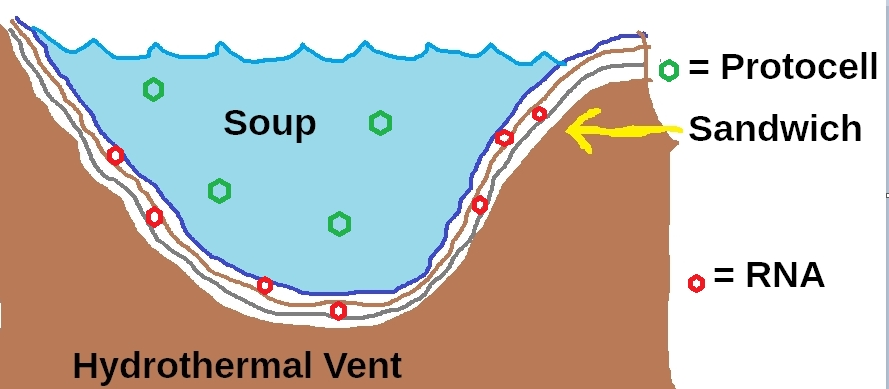 = Protocell
Soup
Sandwich
= RNA
Hydrothermal Vent